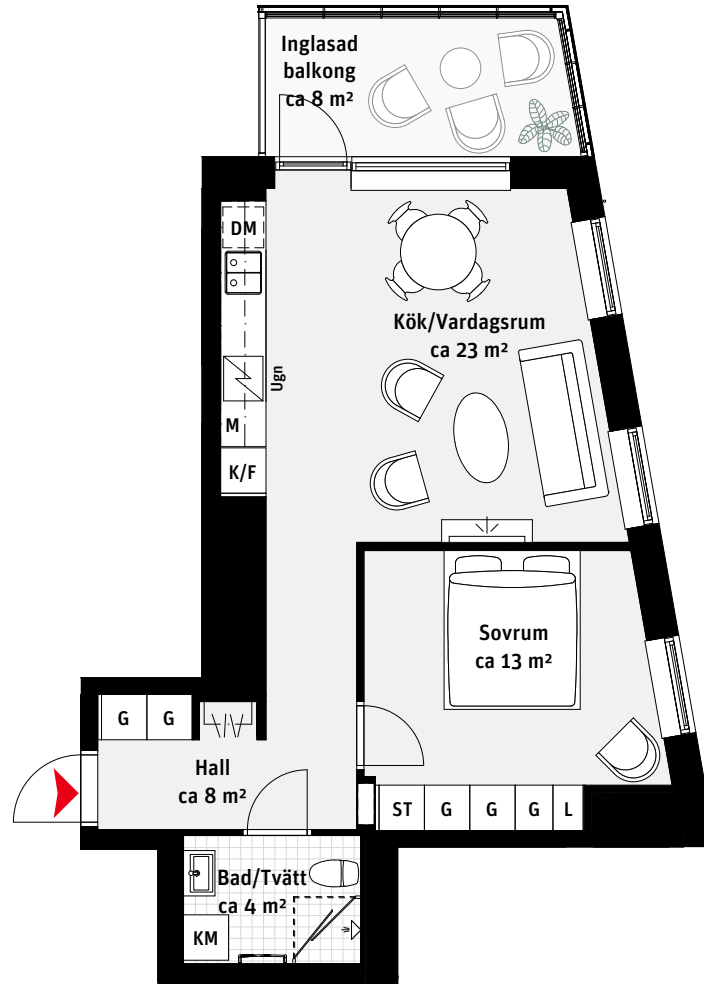 Inglasad
balkong
ca 8 m²
DM
Kök/Vardagsrum
ca 23 m²
Ugn
M
K/F
Sovrum
ca 13 m²
G G
Hall
ca 8 m²
ST G G G L
Bad/Tvätt
ca 4 m²
KM